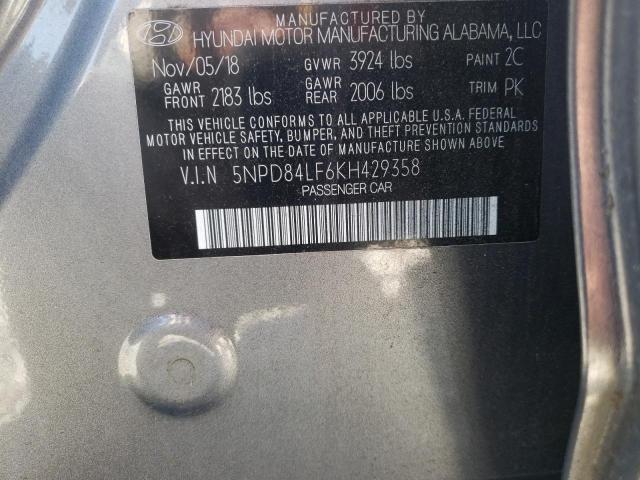 MANUFACTURED BY
HYUNDAI MOTOR MANUFACTURING ALABAMA, LLC
Nov/05/18 GVWR 3924 lbs PAINT 2C
GAWR FRONT 2183 lbs GAWR REAR 2006 lbs TRIM PK
THIS VEHICLE CONFORMS TO ALL APPLICABLE U.S.A. FEDERAL
MOTOR VEHICLE SAFETY, BUMPER, AND THEFT PREVENTION STANDARDS
IN EFFECT ON THE DATE OF MANUFACTURE SHOWN ABOVE.
V.I.N 5NPD84LF6KH429358
PASSENGER CAR